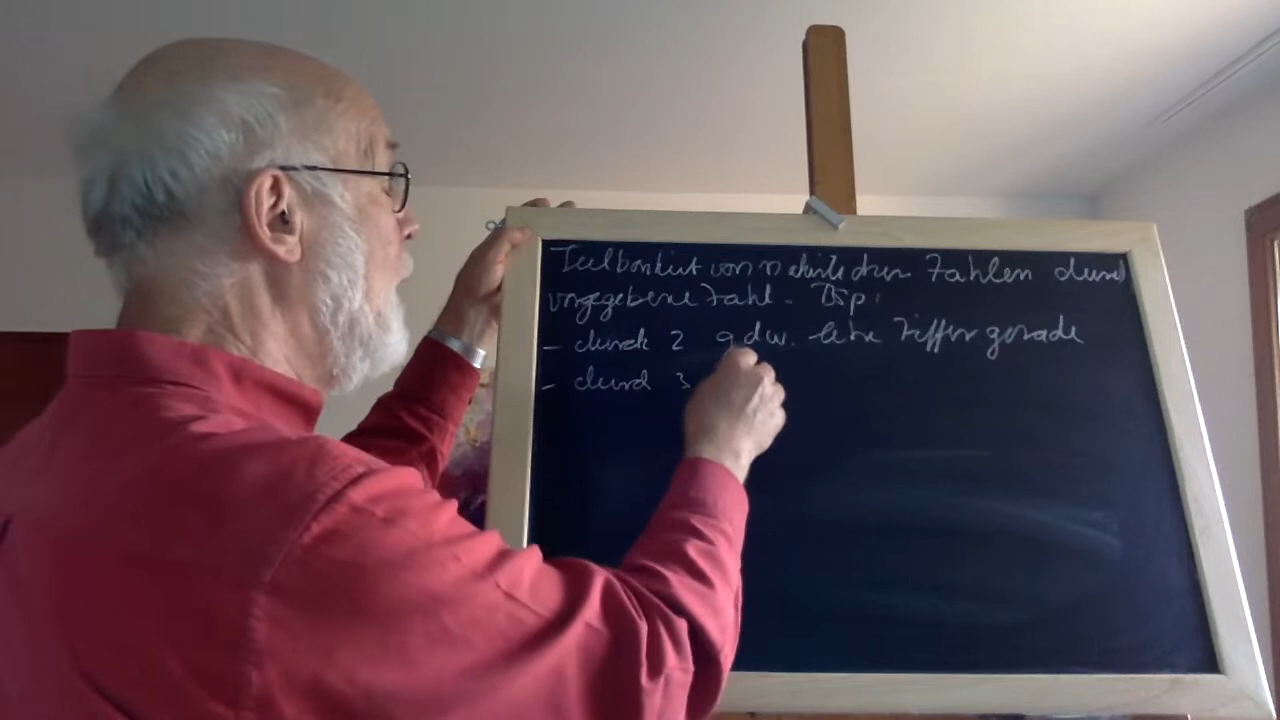 Teilbarkeit von natürlichen Zahlen durch
vorgegebene Zahl. Bsp:
- durch 2 gdw. letzte Ziffer gerade
- durch 3